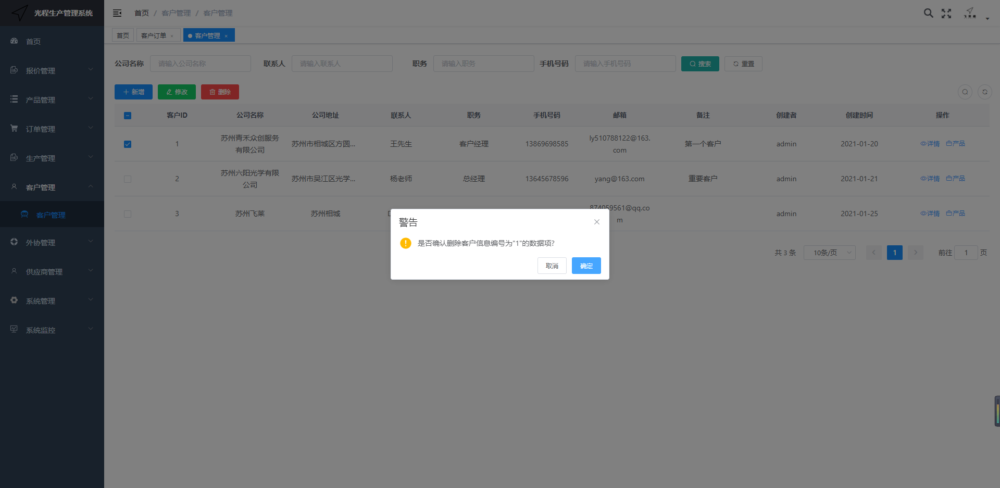 光程生产管理系统
首页 / 客户管理 / 客户管理
首页
客户订单 ×
客户管理 ×
首页
报价管理
产品管理
订单管理
生产管理
客户管理
客户管理
外协管理
供应商管理
系统管理
系统监控
公司名称 请输入公司名称 联系人 请输入联系人 职务 请输入职务 手机号码 请输入手机号码 搜索 重置
新增 修改 删除
客户ID 公司名称 公司地址 联系人 职务 手机号码 邮箱 备注 创建者 创建时间 操作
1 苏州青禾众创服务有限公司 苏州市相城区方圆... 王先生 客户经理 13869698585 ly510788122@163.com 第一个客户 admin 2021-01-20 详情 产品
2 苏州六阳光学有限公司 苏州市吴江区光学... 杨老师 总经理 13645678596 yang@163.com 重要客户 admin 2021-01-21 详情 产品
3 苏州飞莱 苏州相城 874059561@qq.com admin 2021-01-25 详情 产品
共 3 条 10条/页 1 前往 1 页
警告
是否确认删除客户信息编号为"1"的数据项?
取消 确定